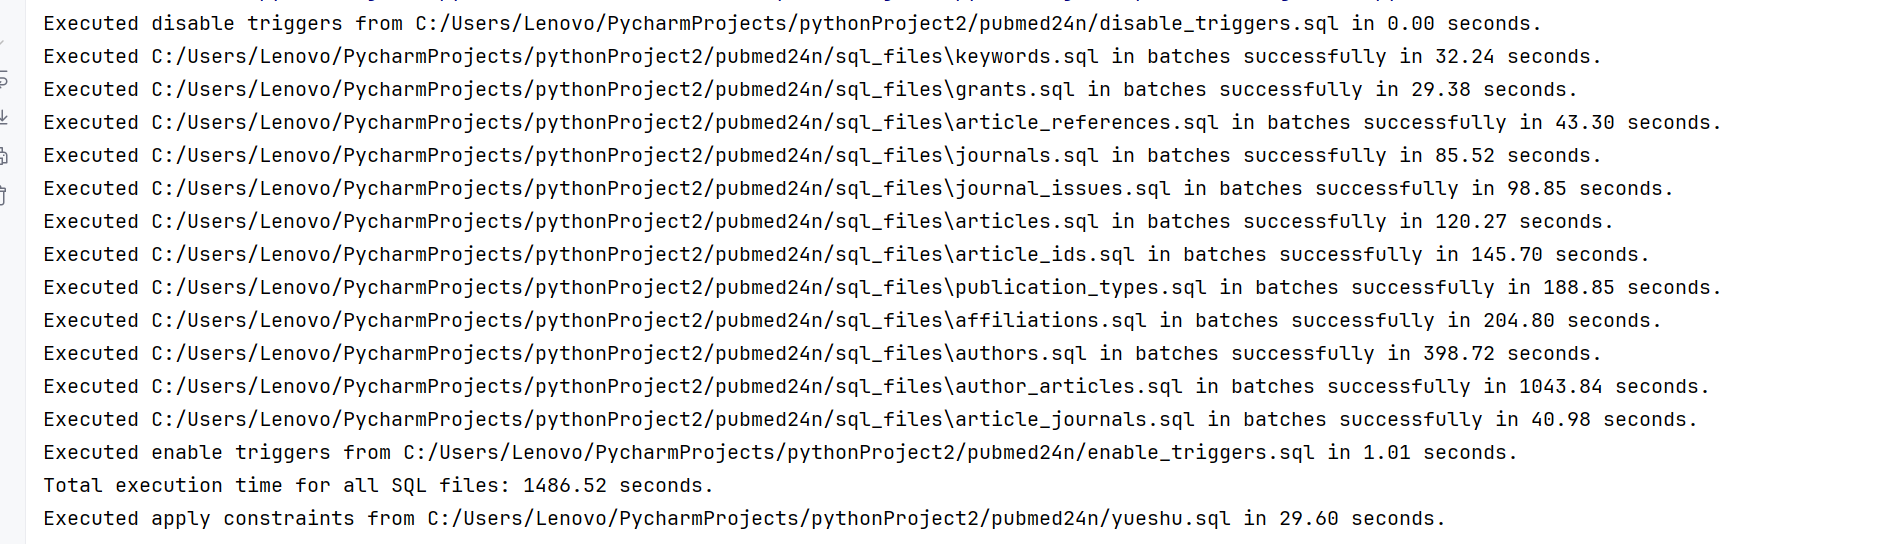 Executed disable triggers from C:/Users/Lenovo/PycharmProjects/pythonProject2/pubmed24n/disable_triggers.sql in 0.00 seconds.
Executed C:/Users/Lenovo/PycharmProjects/pythonProject2/pubmed24n/sql_files\keywords.sql in batches successfully in 32.24 seconds.
Executed C:/Users/Lenovo/PycharmProjects/pythonProject2/pubmed24n/sql_files\grants.sql in batches successfully in 29.38 seconds.
Executed C:/Users/Lenovo/PycharmProjects/pythonProject2/pubmed24n/sql_files\article_references.sql in batches successfully in 43.30 seconds.
Executed C:/Users/Lenovo/PycharmProjects/pythonProject2/pubmed24n/sql_files\journals.sql in batches successfully in 85.52 seconds.
Executed C:/Users/Lenovo/PycharmProjects/pythonProject2/pubmed24n/sql_files\journal_issues.sql in batches successfully in 98.85 seconds.
Executed C:/Users/Lenovo/PycharmProjects/pythonProject2/pubmed24n/sql_files\articles.sql in batches successfully in 120.27 seconds.
Executed C:/Users/Lenovo/PycharmProjects/pythonProject2/pubmed24n/sql_files\article_ids.sql in batches successfully in 145.70 seconds.
Executed C:/Users/Lenovo/PycharmProjects/pythonProject2/pubmed24n/sql_files\publication_types.sql in batches successfully in 188.85 seconds.
Executed C:/Users/Lenovo/PycharmProjects/pythonProject2/pubmed24n/sql_files\affiliations.sql in batches successfully in 204.80 seconds.
Executed C:/Users/Lenovo/PycharmProjects/pythonProject2/pubmed24n/sql_files\authors.sql in batches successfully in 398.72 seconds.
Executed C:/Users/Lenovo/PycharmProjects/pythonProject2/pubmed24n/sql_files\author_articles.sql in batches successfully in 1043.84 seconds.
Executed C:/Users/Lenovo/PycharmProjects/pythonProject2/pubmed24n/sql_files\article_journals.sql in batches successfully in 40.98 seconds.
Executed enable triggers from C:/Users/Lenovo/PycharmProjects/pythonProject2/pubmed24n/enable_triggers.sql in 1.01 seconds.
Total execution time for all SQL files: 1486.52 seconds.
Executed apply constraints from C:/Users/Lenovo/PycharmProjects/pythonProject2/pubmed24n/yueshu.sql in 29.60 seconds.